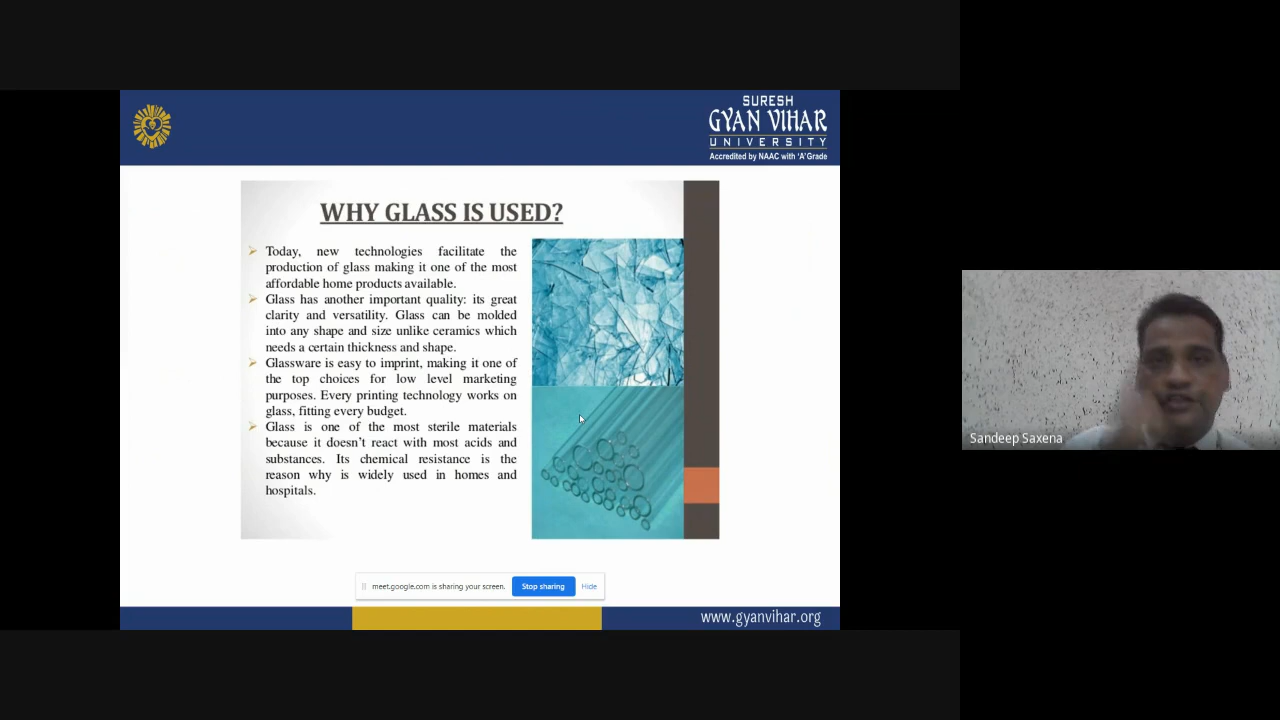 SURESH
GYAN VIHAR
UNIVERSITY
Accredited by NAAC with 'A' Grade
WHY GLASS IS USED?
Today, new technologies facilitate the
production of glass making it one of the most
affordable home products available.
Glass has another important quality: its great
clarity and versatility. Glass can be molded
into any shape and size unlike ceramics which
needs a certain thickness and shape.
Glassware is easy to imprint, making it one of
the top choices for low level marketing
purposes. Every printing technology works on
glass, fitting every budget.
Glass is one of the most sterile materials
because it doesn't react with most acids and
substances. Its chemical resistance is the
reason why is widely used in homes and
hospitals.
Sandeep Saxena
meet.google.com is sharing your screen. Stop sharing Hide
www.gyanvihar.org